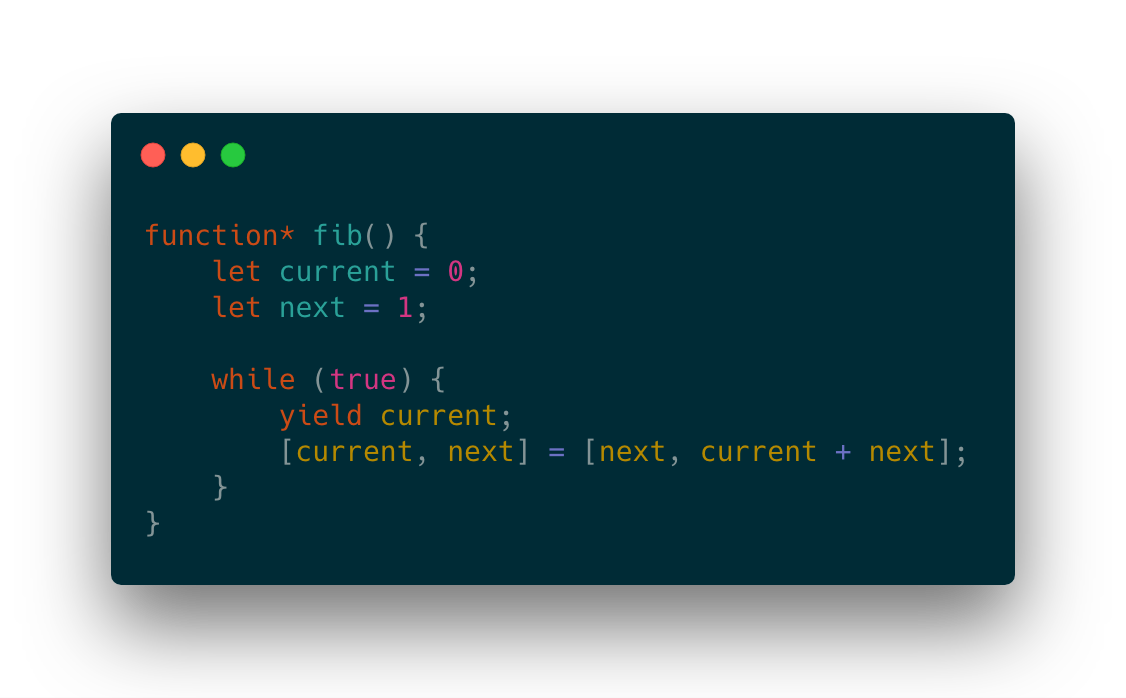 function* fib() {
    let current = 0;
    let next = 1;

    while (true) {
        yield current;
        [current, next] = [next, current + next];
    }
}